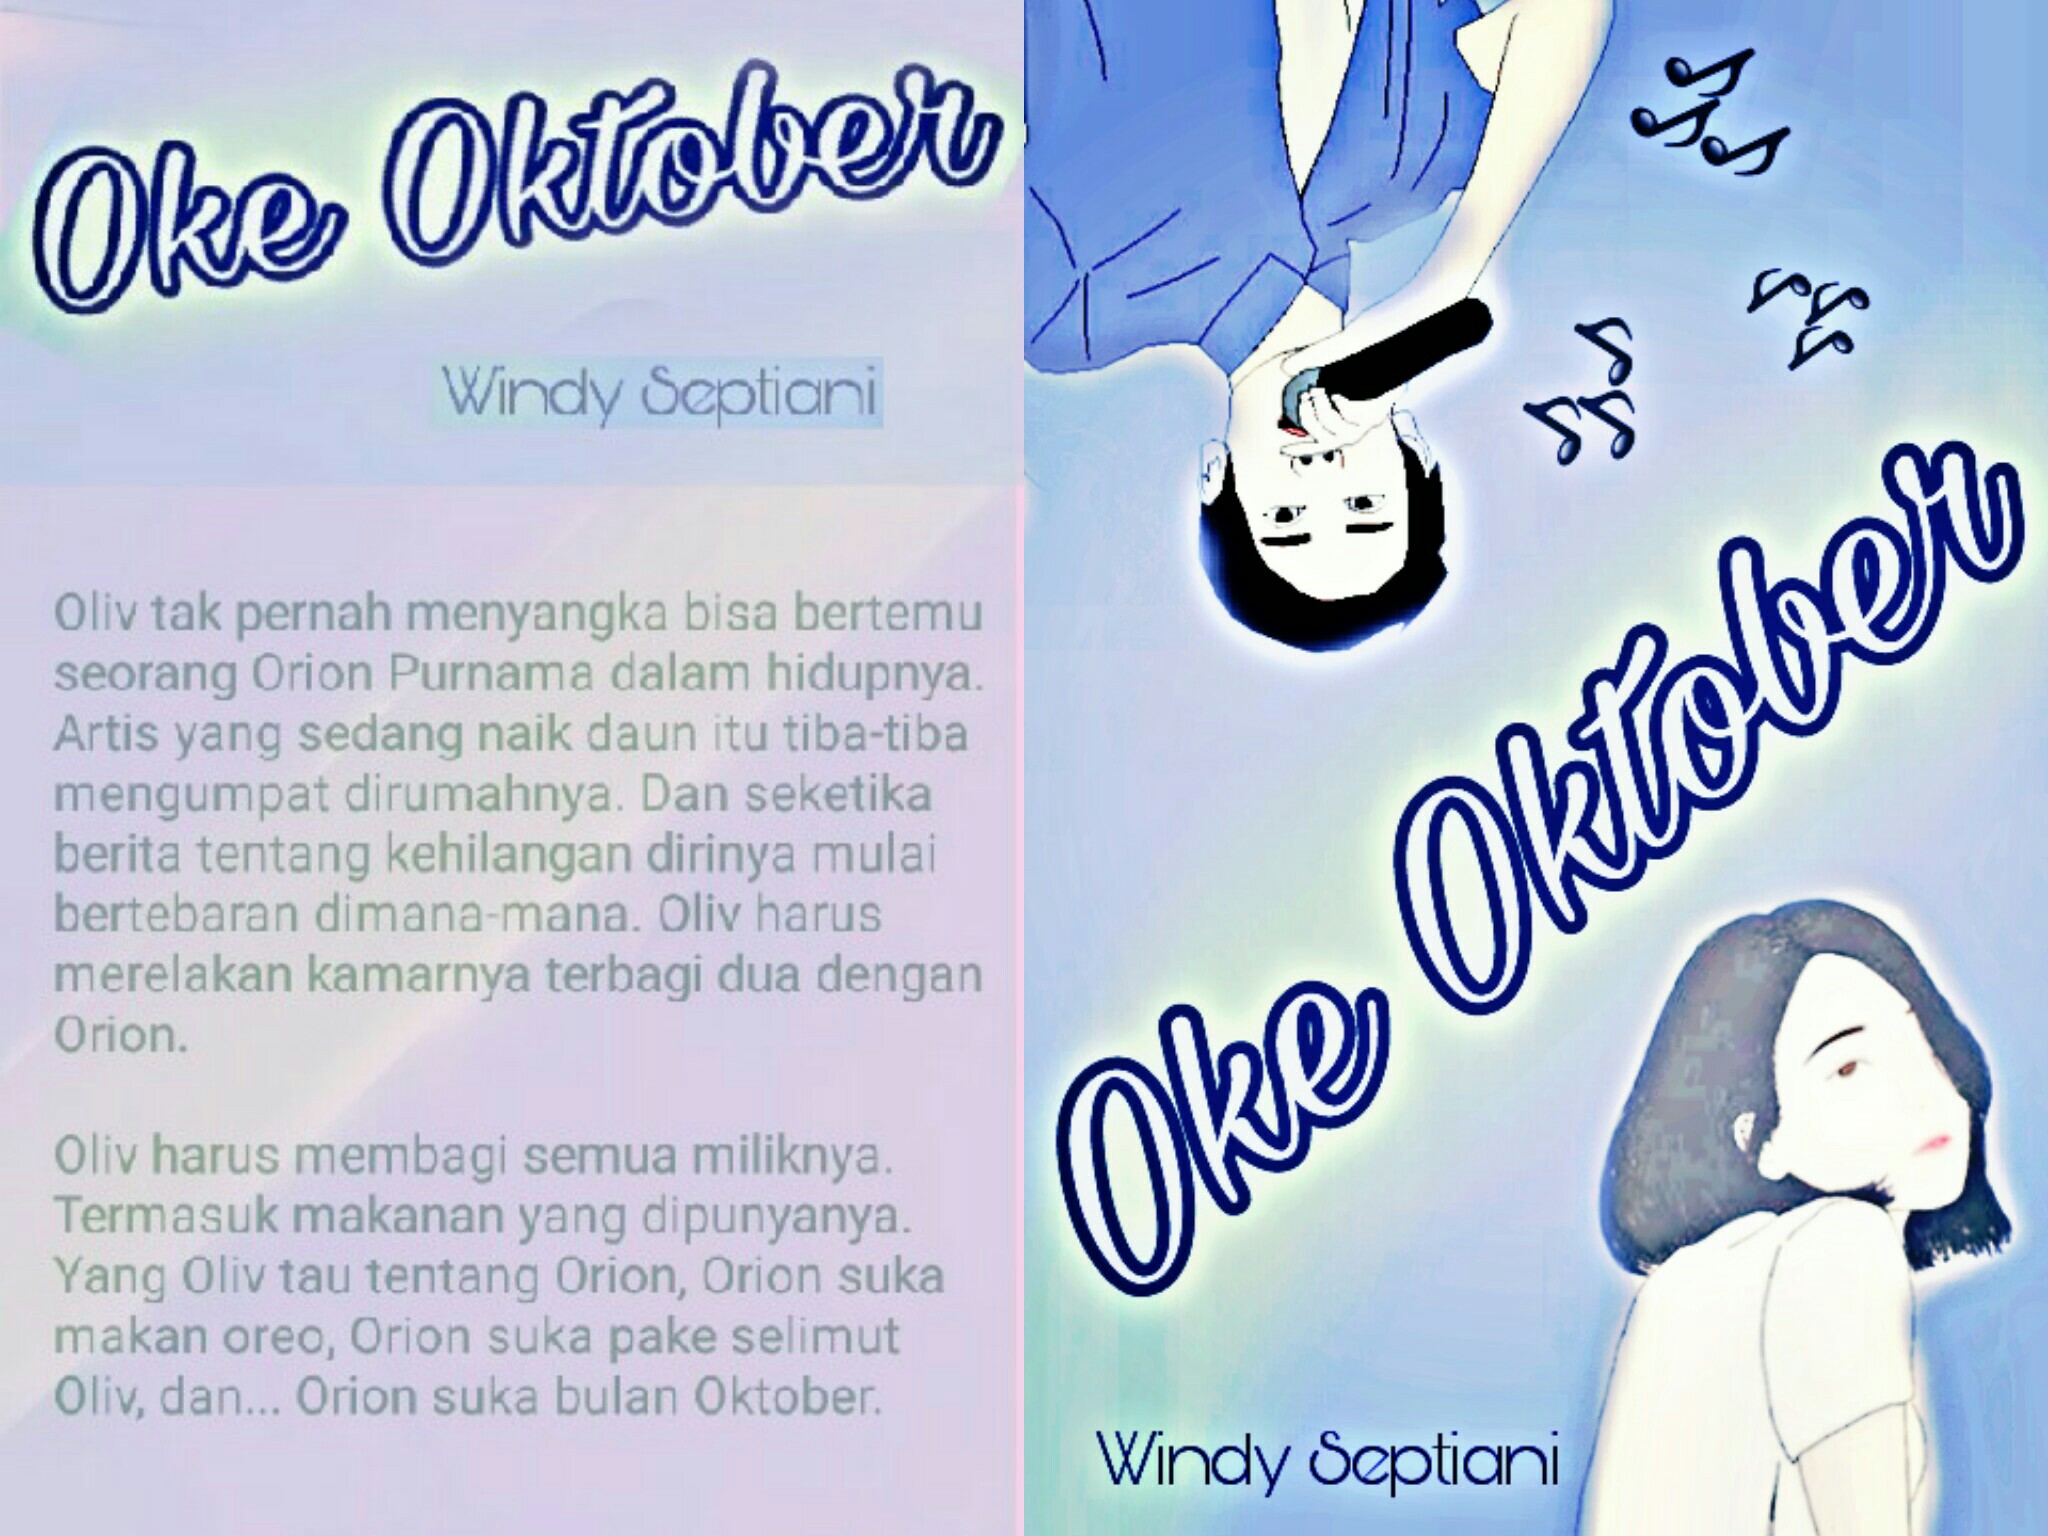 Oke Oktober
Windy Septiani
Oliv tak pernah menyangka bisa bertemu
seorang Orion Purnama dalam hidupnya.
Artis yang sedang naik daun itu tiba-tiba
mengumpat dirumahnya. Dan seketika
berita tentang kehilangan dirinya mulai
bertebaran dimana-mana. Oliv harus
merelakan kamarnya terbagi dua dengan
Orion.
Oliv harus membagi semua miliknya.
Termasuk makanan yang dipunyanya.
Yang Oliv tau tentang Orion, Orion suka
makan oreo, Orion suka pake selimut
Oliv, dan... Orion suka bulan Oktober.
Oke Oktober
Windy Septiani